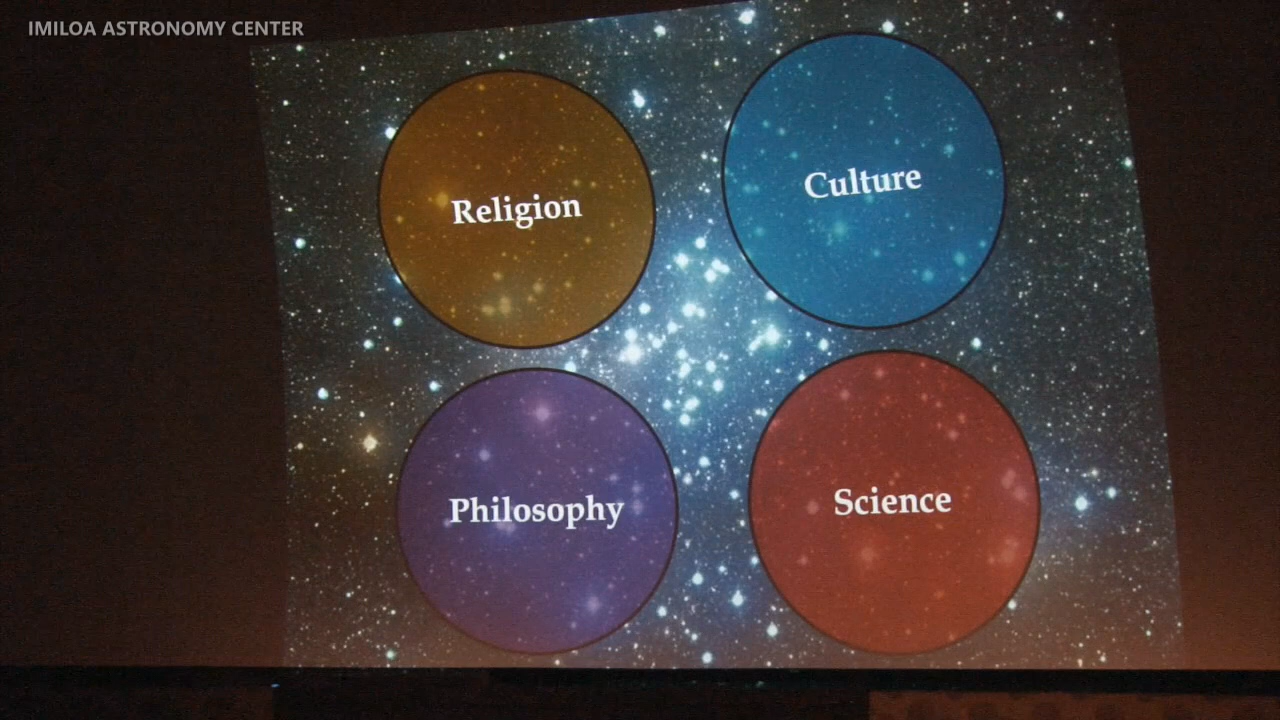 IMILOA ASTRONOMY CENTER
Religion
Culture
Philosophy
Science